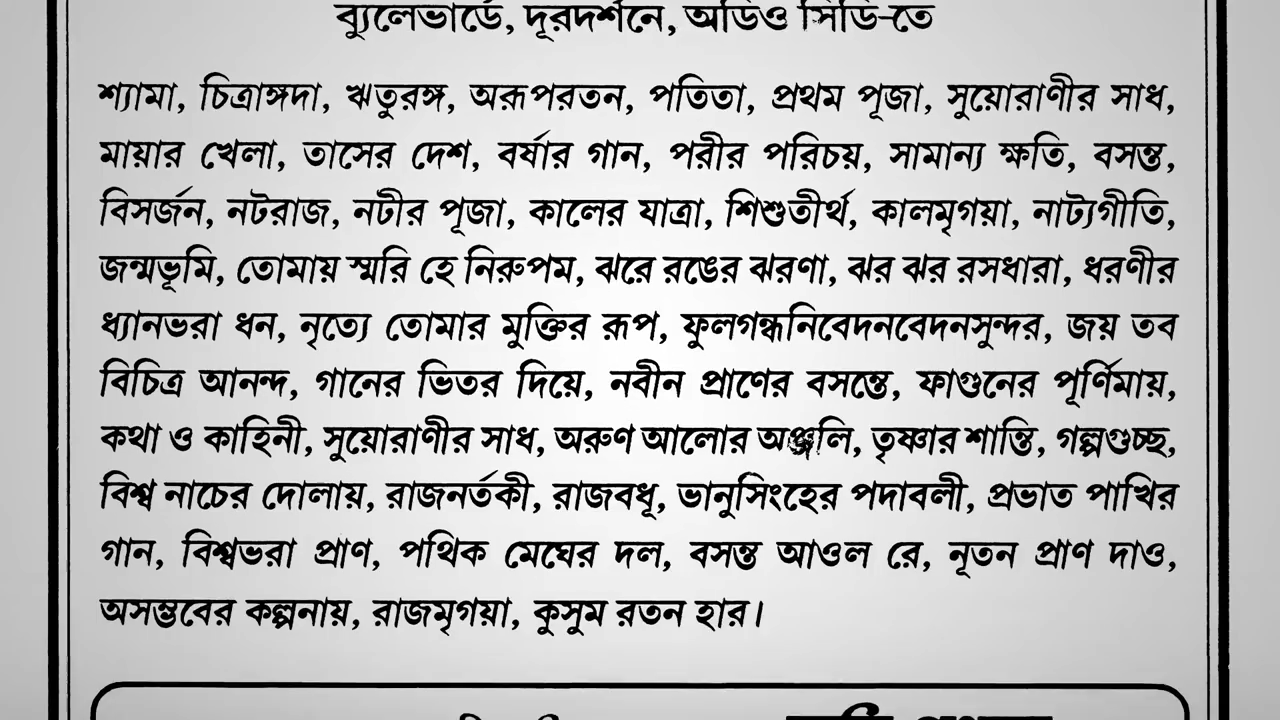 ব্যুলেভার্ডে, দূরদর্শনে, অডিও সিডি-তে
শ্যামা, চিত্রাঙ্গদা, ঋতুরঙ্গ, অরূপরতন, পতিতা, প্রথম পূজা, সুয়োরাণীর সাধ,
মায়ার খেলা, তাসের দেশ, বর্ষার গান, পরীর পরিচয়, সামান্য ক্ষতি, বসন্ত,
বিসর্জন, নটরাজ, নটীর পূজা, কালের যাত্রা, শিশুতীর্থ, কালমৃগয়া, নাট্যগীতি,
জন্মভূমি, তোমায় স্মরি হে নিরুপম, ঝরে রঙের ঝরণা, ঝর ঝর রসধারা, ধরণীর
ধ্যানভরা ধন, নৃত্যে তোমার মুক্তির রূপ, ফুলগন্ধনিবেদনবেদনসুন্দর, জয় তব
বিচিত্র আনন্দ, গানের ভিতর দিয়ে, নবীন প্রাণের বসন্তে, ফাগুনের পূর্ণিমায়,
কথা ও কাহিনী, সুয়োরাণীর সাধ, অরুণ আলোর অঞ্জলি, তৃষ্ণার শান্তি, গল্পগুচ্ছ,
বিশ্ব নাচের দোলায়, রাজনর্তকী, রাজবধূ, ভানুসিংহের পদাবলী, প্রভাত পাখির
গান, বিশ্বভরা প্রাণ, পথিক মেঘের দল, বসন্ত আওল রে, নূতন প্রাণ দাও,
অসম্ভবের কল্পনায়, রাজমৃগয়া, কুসুম রতন হার।